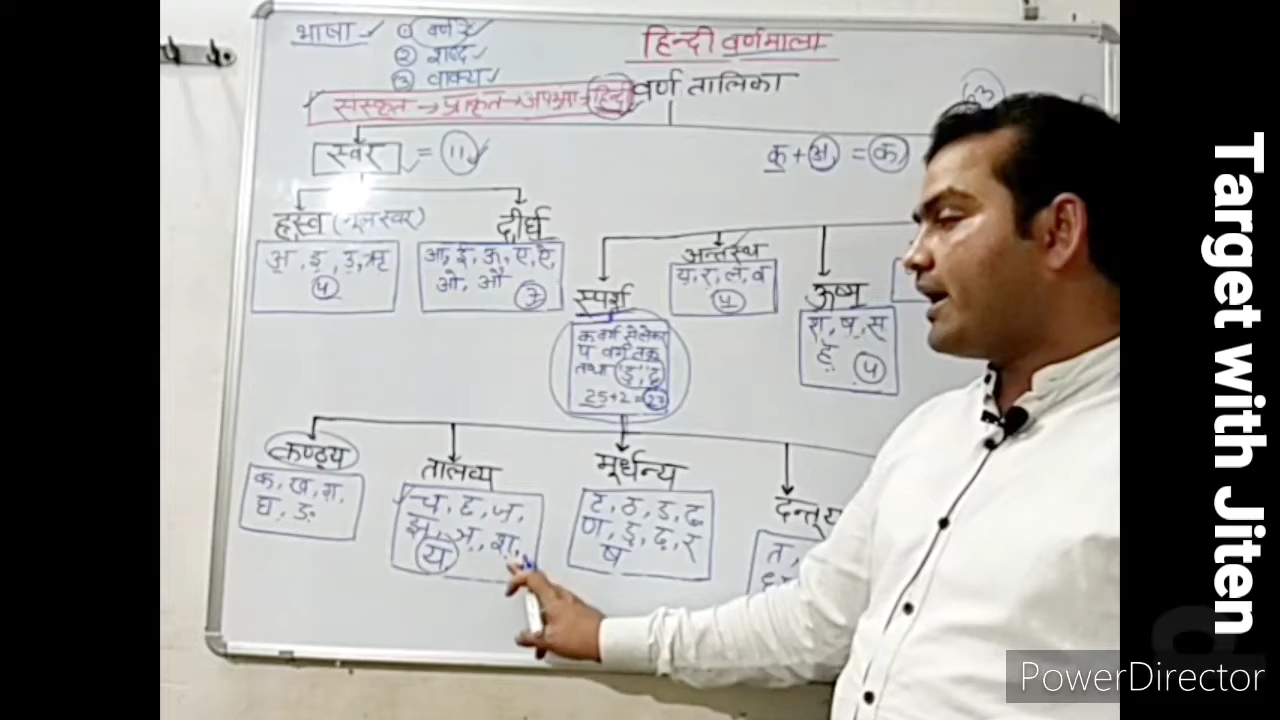 भाषा
① वर्ण
② शब्द
③ वाक्य
हिन्दी वर्णमाला
संस्कृत → प्राकृत → अपभ्रंश → हिन्दी
वर्ण तालिका
स्वर = 11
क् + अ = क
ह्रस्व (मूल स्वर)
अ, इ, उ, ऋ
4
दीर्घ
आ, ई, ऊ, ए, ऐ,
ओ, औ 7
स्पर्श
क वर्ग से लेकर
प वर्ग तक
तथा ड़, ढ़
25+2=27
अन्तस्थ
य, र, ल, व
4
ऊष्म
श, ष, स
ह 4
कण्ठ्य
क, ख, ग,
घ, ङ
तालव्य
च, छ, ज,
झ, ञ, श,
य
मूर्धन्य
ट, ठ, ड, ढ
ण, ड़, ढ़, र
ष
दन्त्य
त,
Target with Jiten
PowerDirector